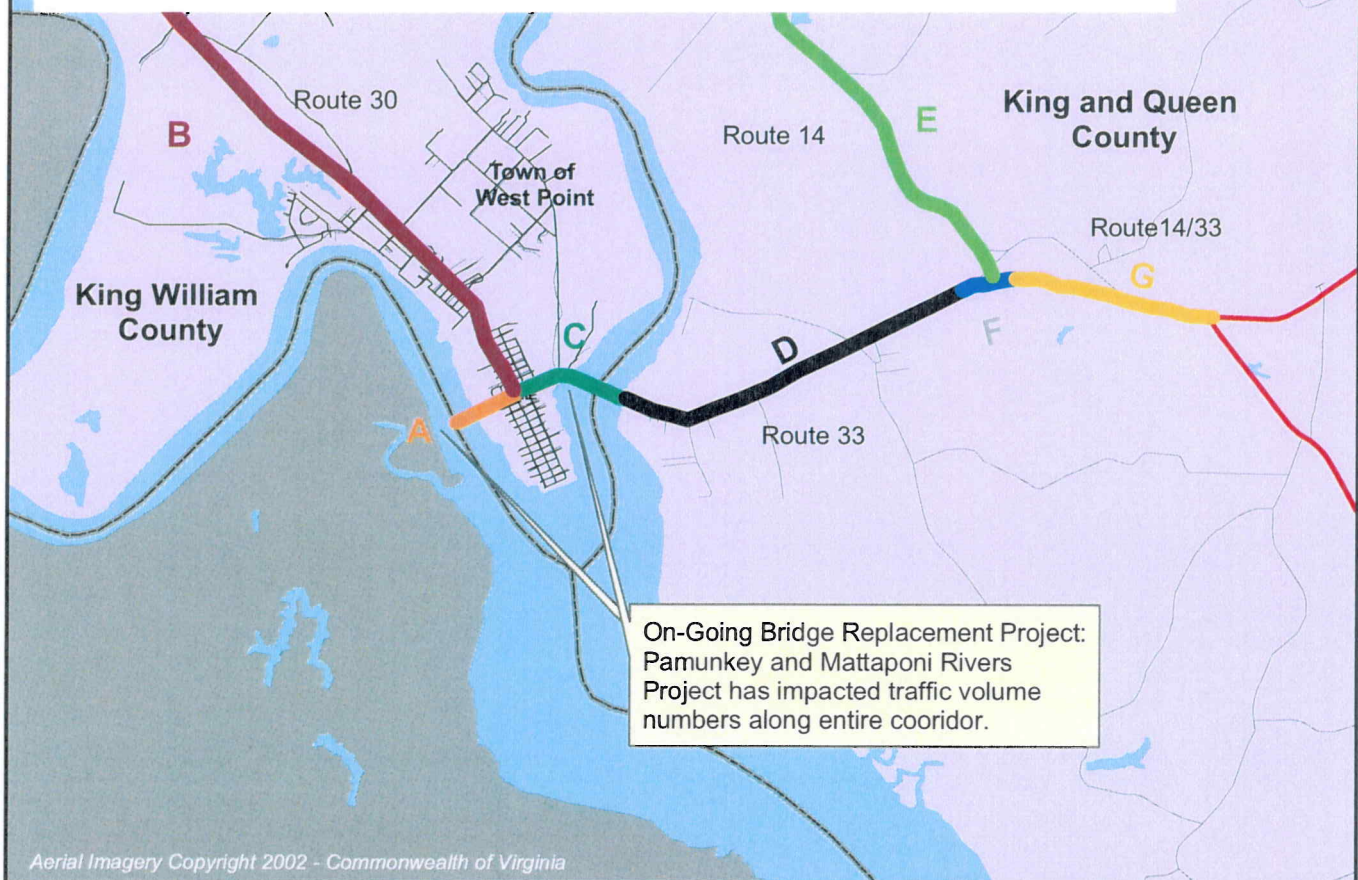 Route 30
B
Town of
West Point
King William
County
Route 14
E
King and Queen
County
Route14/33
G
F
C
D
A
Route 33
On-Going Bridge Replacement Project:
Pamunkey and Mattaponi Rivers
Project has impacted traffic volume
numbers along entire cooridor.
Aerial Imagery Copyright 2002 - Commonwealth of Virginia